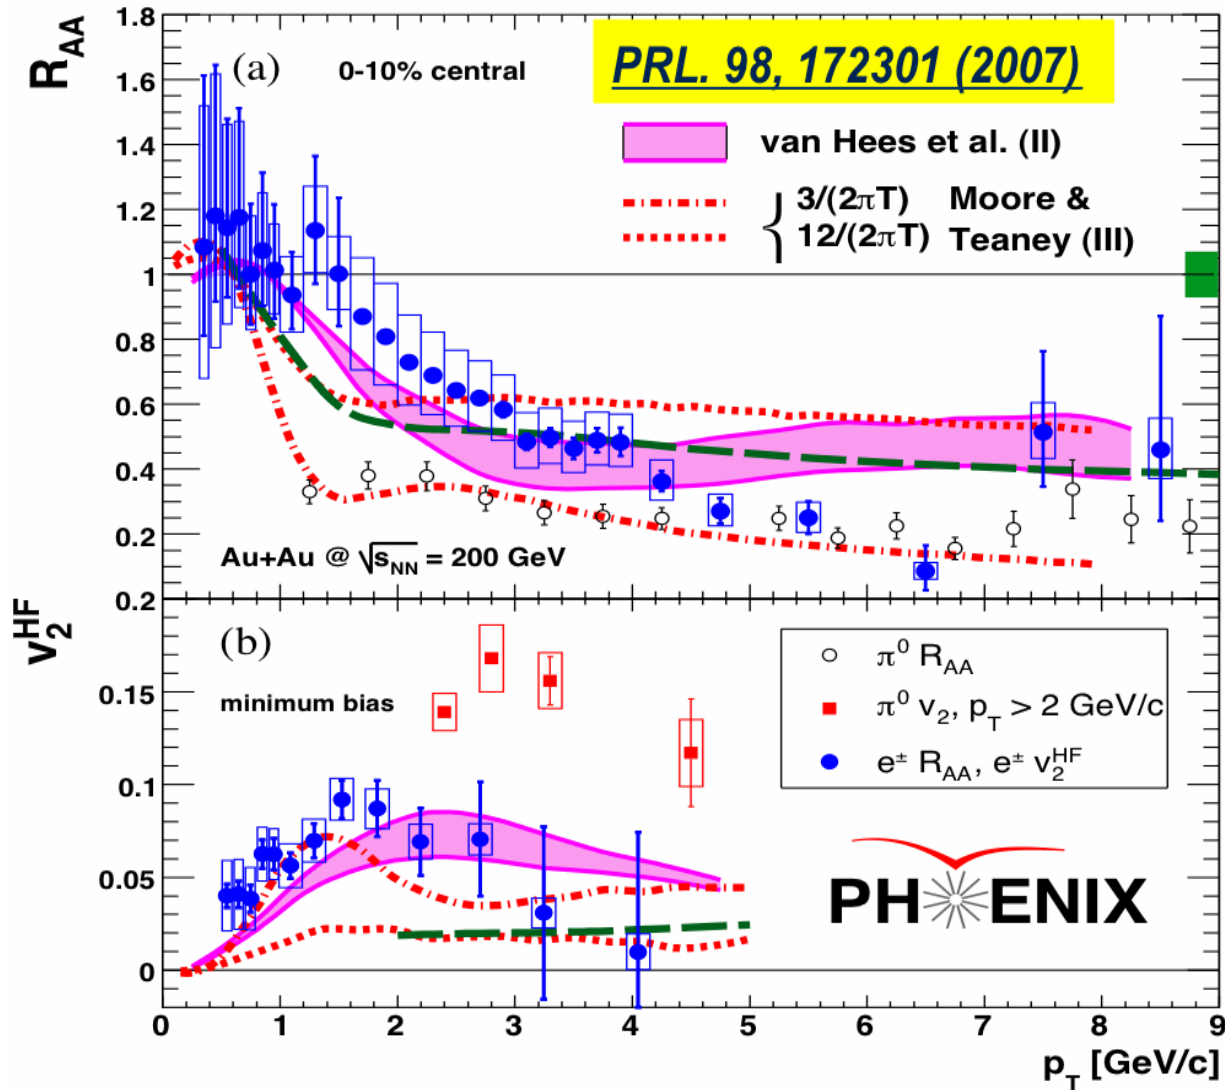 R_AA
1.8
1.6
1.4
1.2
1
0.8
0.6
0.4
0.2
(a)
0-10% central
PRL. 98, 172301 (2007)
van Hees et al. (II)
3/(2πT) Moore &
12/(2πT) Teaney (III)
Au+Au @ √s_NN = 200 GeV
v_2^HF
0.2
0.15
0.1
0.05
0
(b)
minimum bias
π⁰ R_AA
π⁰ v_2, p_T > 2 GeV/c
e± R_AA, e± v_2^HF
PHENIX
0 1 2 3 4 5 6 7 8 9
p_T [GeV/c]